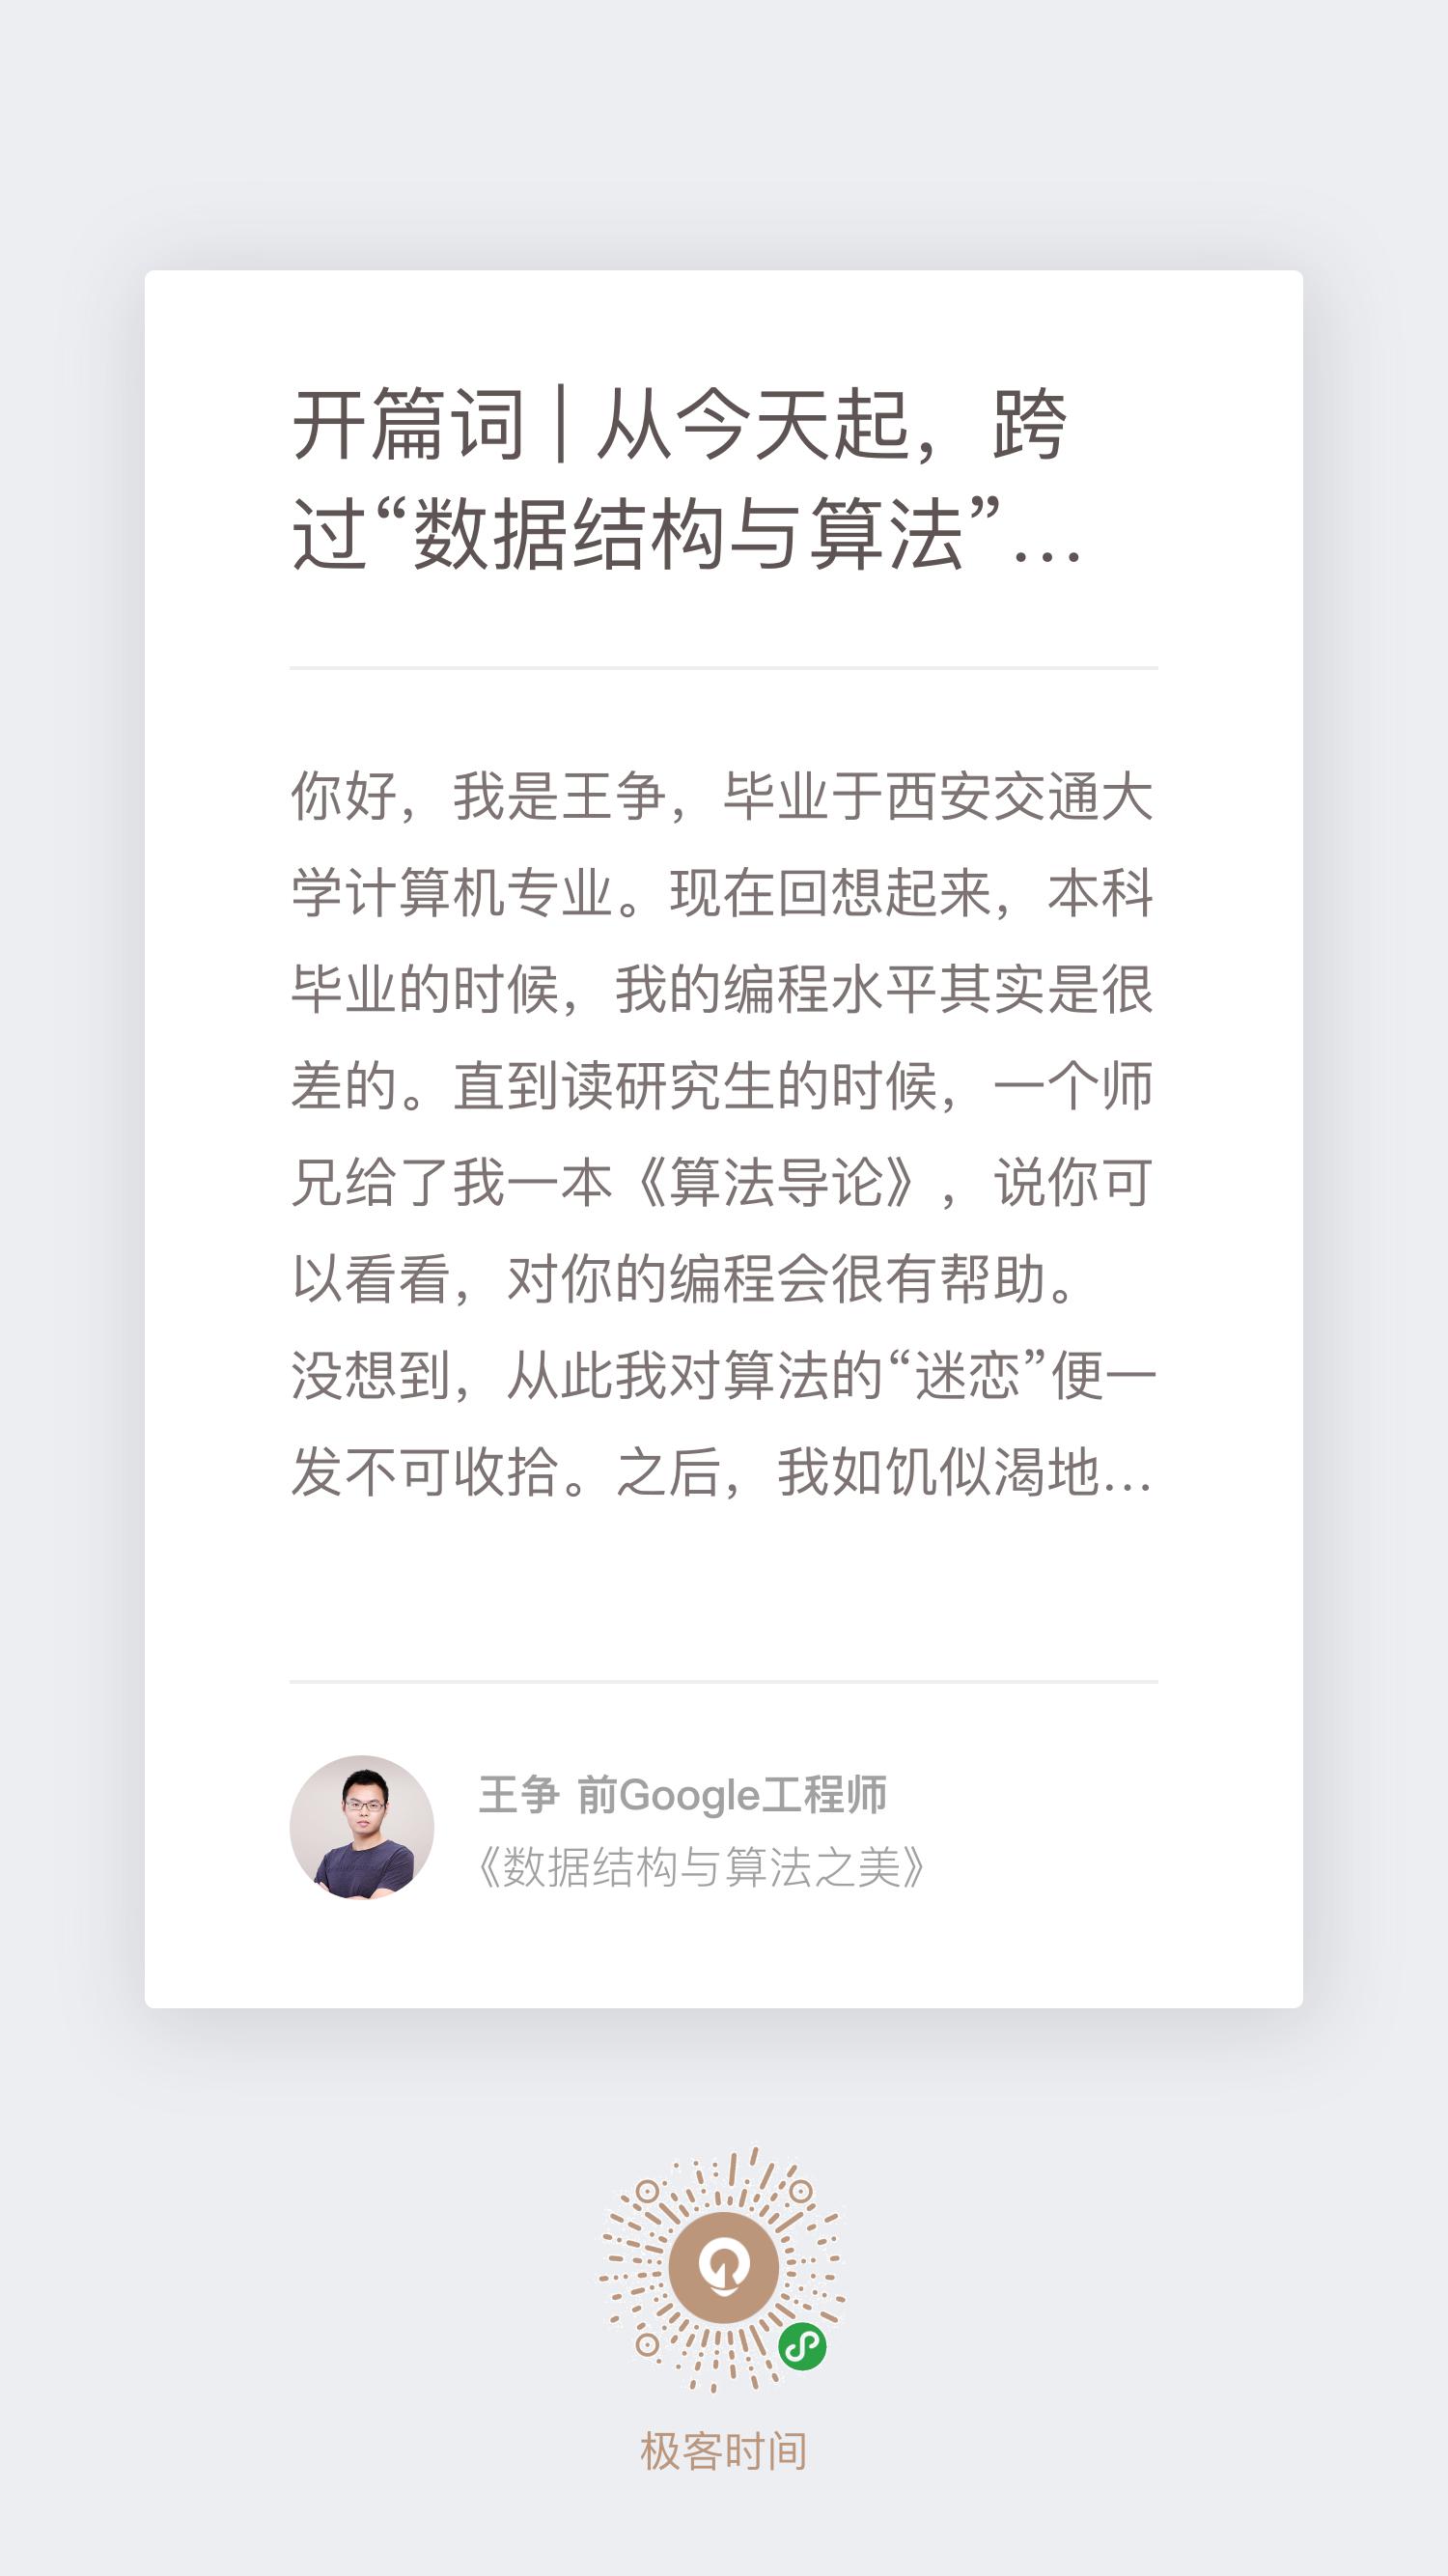 开篇词 | 从今天起，跨
过“数据结构与算法”…
你好，我是王争，毕业于西安交通大
学计算机专业。现在回想起来，本科
毕业的时候，我的编程水平其实是很
差的。直到读研究生的时候，一个师
兄给了我一本《算法导论》，说你可
以看看，对你的编程会很有帮助。
没想到，从此我对算法的“迷恋”便一
发不可收拾。之后，我如饥似渴地…
王争 前Google工程师
《数据结构与算法之美》
极客时间